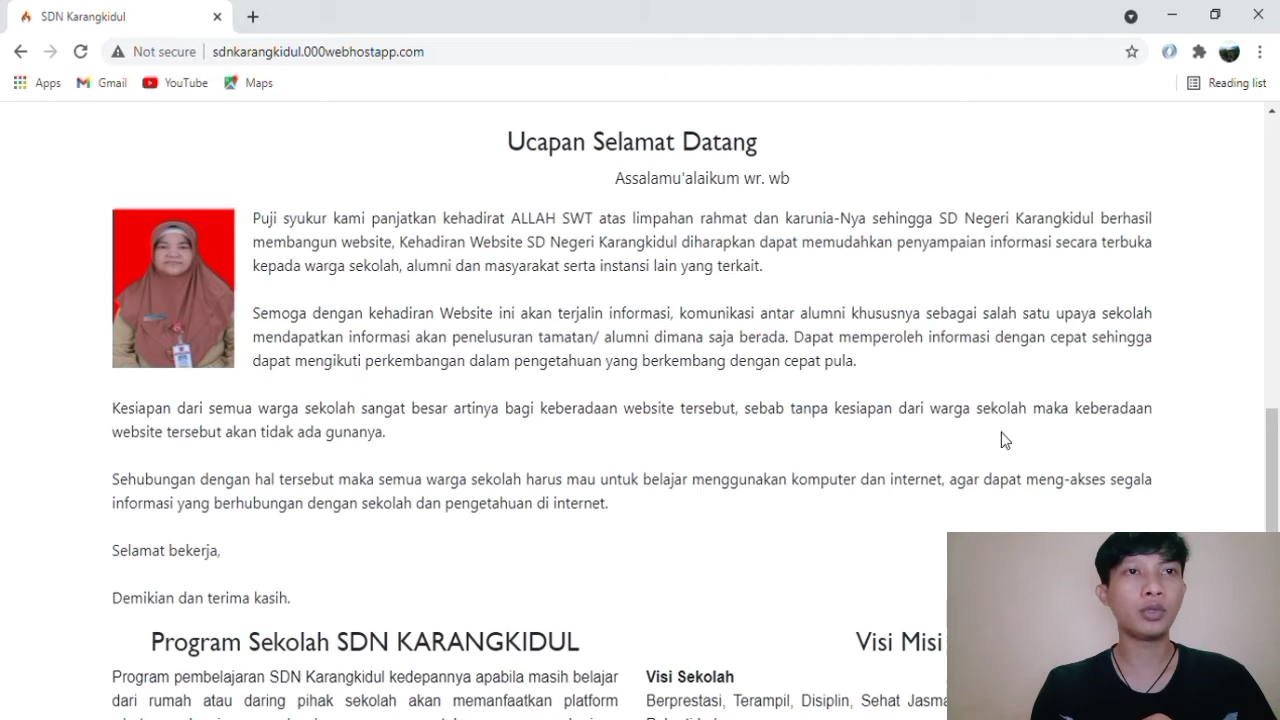 SDN Karangkidul
Not secure
sdnkarangkidul.000webhostapp.com
Apps
Gmail
YouTube
Maps
Reading list
Ucapan Selamat Datang
Assalamu'alaikum wr. wb
Puji syukur kami panjatkan kehadirat ALLAH SWT atas limpahan rahmat dan karunia-Nya sehingga SD Negeri Karangkidul berhasil
membangun website, Kehadiran Website SD Negeri Karangkidul diharapkan dapat memudahkan penyampaian informasi secara terbuka
kepada warga sekolah, alumni dan masyarakat serta instansi lain yang terkait.
Semoga dengan kehadiran Website ini akan terjalin informasi, komunikasi antar alumni khususnya sebagai salah satu upaya sekolah
mendapatkan informasi akan penelusuran tamatan/ alumni dimana saja berada. Dapat memperoleh informasi dengan cepat sehingga
dapat mengikuti perkembangan dalam pengetahuan yang berkembang dengan cepat pula.
Kesiapan dari semua warga sekolah sangat besar artinya bagi keberadaan website tersebut, sebab tanpa kesiapan dari warga sekolah maka keberadaan
website tersebut akan tidak ada gunanya.
Sehubungan dengan hal tersebut maka semua warga sekolah harus mau untuk belajar menggunakan komputer dan internet, agar dapat meng-akses segala
informasi yang berhubungan dengan sekolah dan pengetahuan di internet.
Selamat bekerja,
Demikian dan terima kasih.
Program Sekolah SDN KARANGKIDUL
Program pembelajaran SDN Karangkidul kedepannya apabila masih belajar
dari rumah atau daring pihak sekolah akan memanfaatkan platform
Visi Misi
Visi Sekolah
Berprestasi, Terampil, Disiplin, Sehat